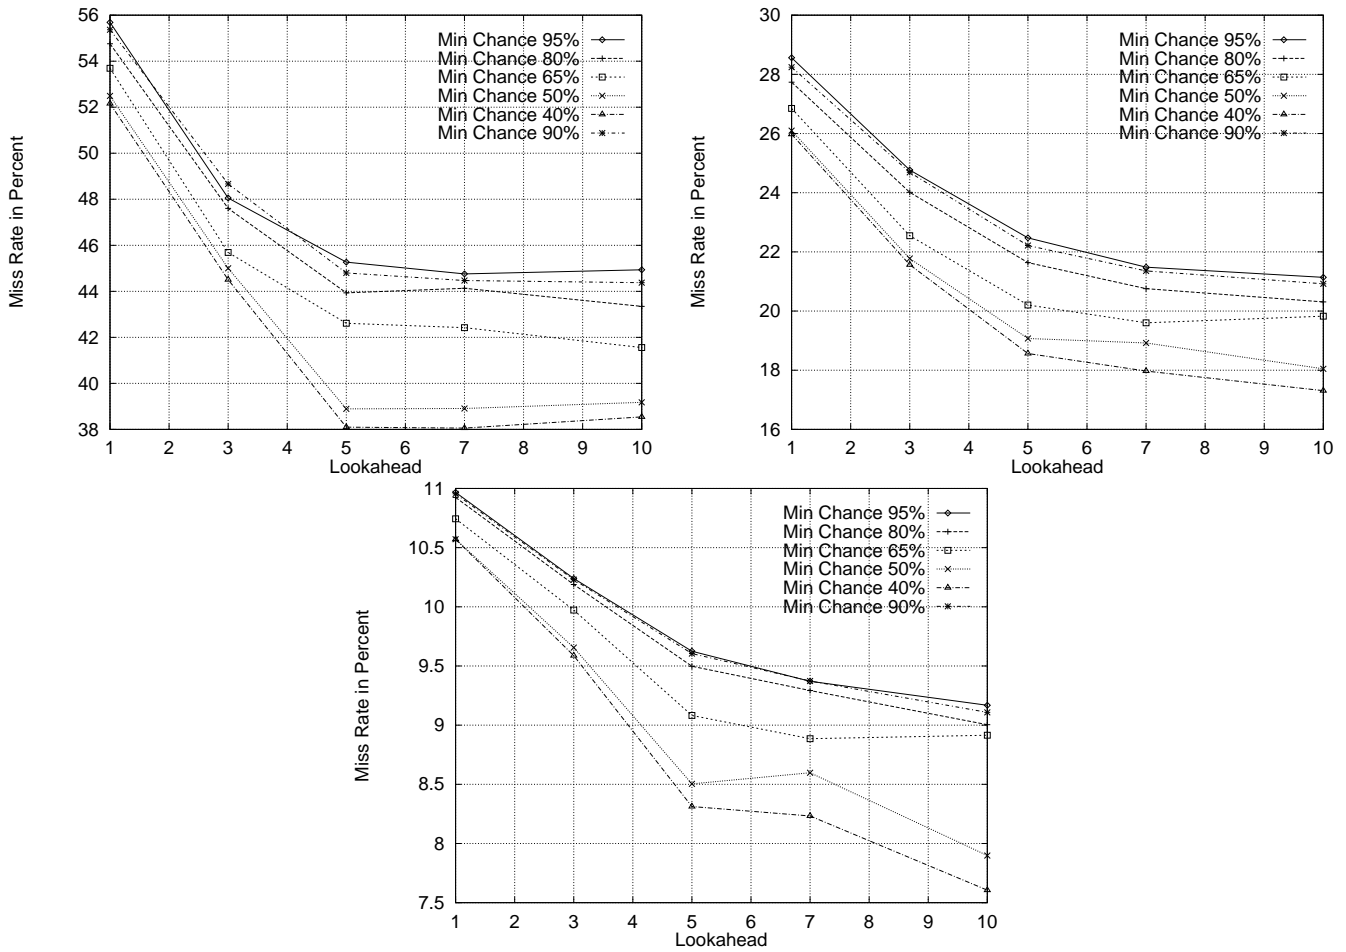 56
54
52
50
48
46
44
42
40
38
Miss Rate in Percent
Min Chance 95%
Min Chance 80%
Min Chance 65%
Min Chance 50%
Min Chance 40%
Min Chance 90%
1 2 3 4 5 6 7 8 9 10
Lookahead
30
28
26
24
22
20
18
16
Miss Rate in Percent
Min Chance 95%
Min Chance 80%
Min Chance 65%
Min Chance 50%
Min Chance 40%
Min Chance 90%
1 2 3 4 5 6 7 8 9 10
Lookahead
11
10.5
10
9.5
9
8.5
8
7.5
Miss Rate in Percent
Min Chance 95%
Min Chance 80%
Min Chance 65%
Min Chance 50%
Min Chance 40%
Min Chance 90%
1 2 3 4 5 6 7 8 9 10
Lookahead